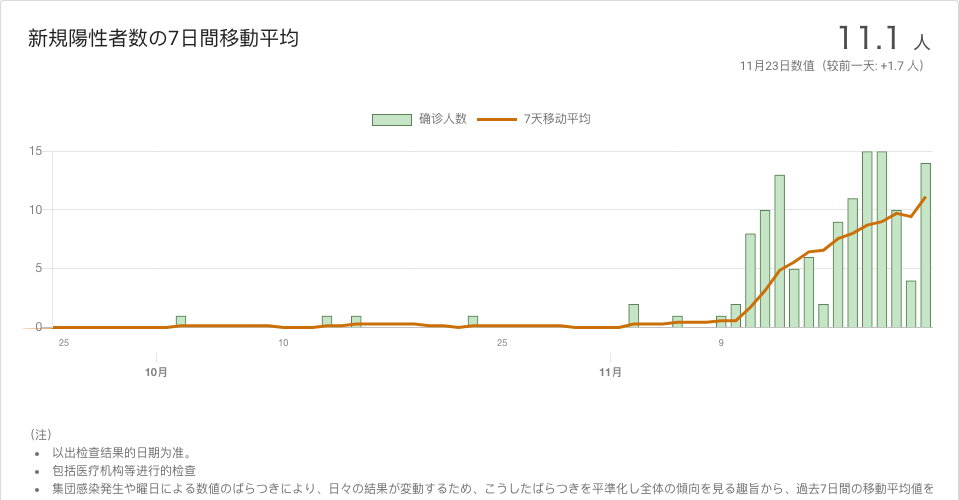 新規陽性者数の7日間移動平均
11.1 人
11月23日数值（较前一天: +1.7 人）
确诊人数 7天移动平均
15
10
5
0
25 10 25 9
10月 11月
（注）
以出检查结果的日期为准。
包括医疗机构等进行的检查
集団感染発生や曜日による数値のばらつきにより、日々の結果が変動するため、こうしたばらつきを平準化し全体の傾向を見る趣旨から、過去7日間の移動平均値を